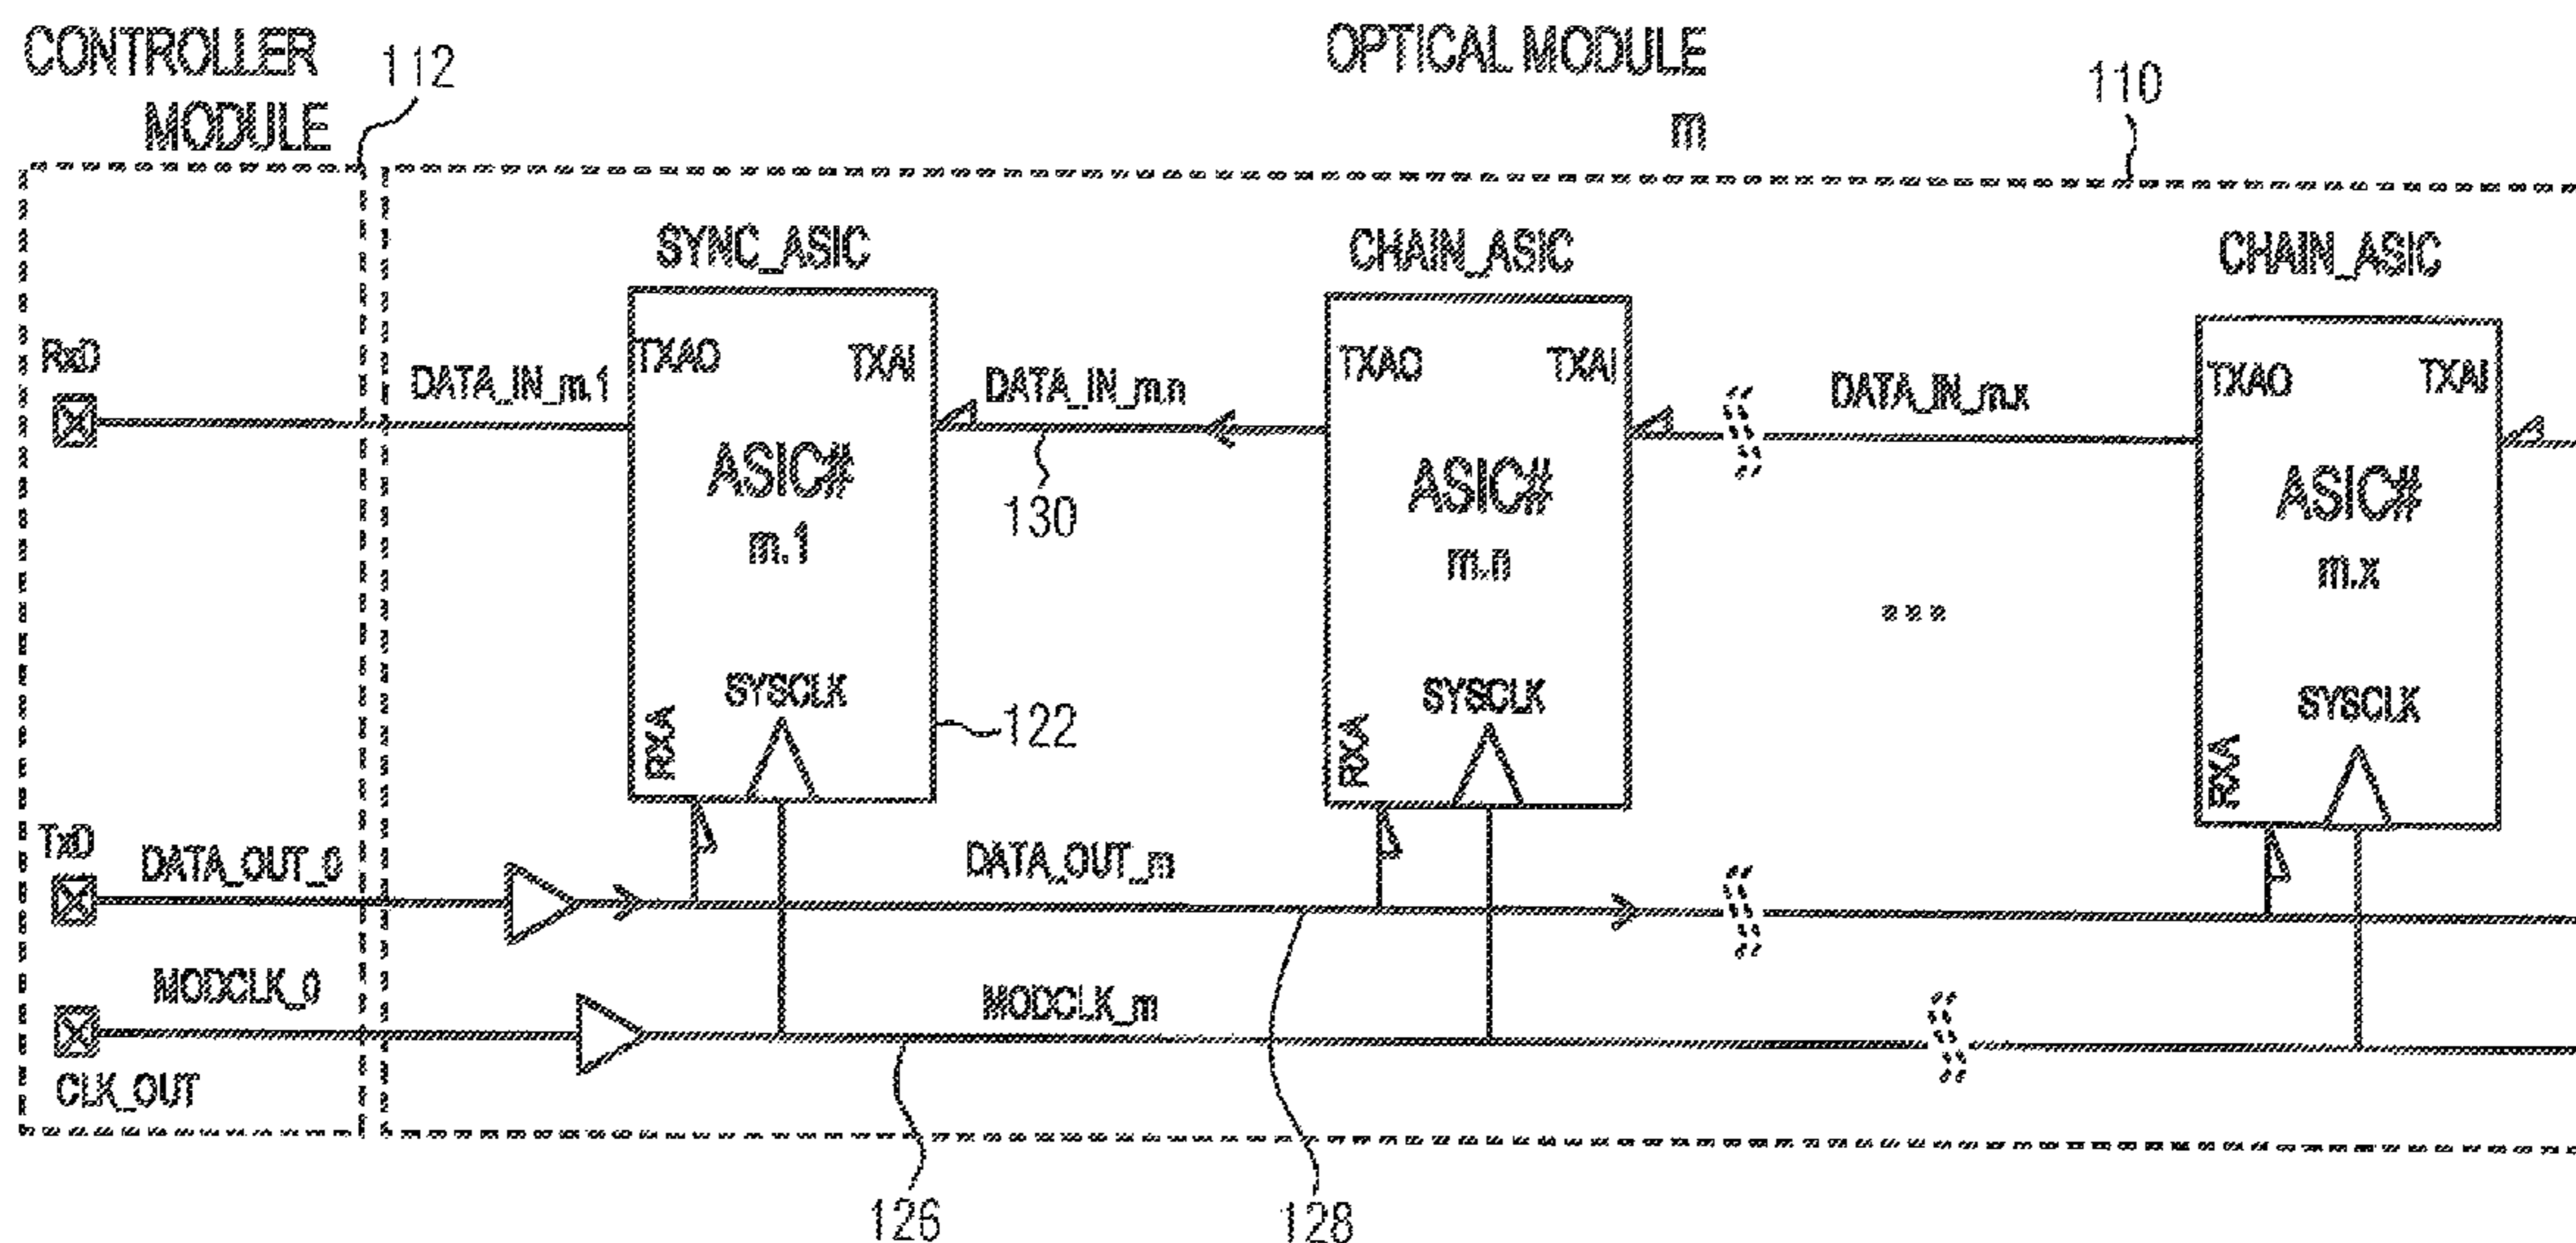 CONTROLLER
MODULE
112
OPTICAL MODULE
m
110
SYNC_ASIC
CHAIN_ASIC
CHAIN_ASIC
RxD
DATA_IN_m.1
TXAO
TXAI
DATA_IN_m.n
TXAO
TXAI
DATA_IN_m.x
TXAO
TXAI
ASIC#
m.1
130
ASIC#
m.n
ASIC#
m.x
...
SYSCLK
RXA
122
SYSCLK
RXA
SYSCLK
RXA
TxD
DATA_OUT_0
DATA_OUT_m
MODCLK_0
MODCLK_m
CLK_OUT
126
128